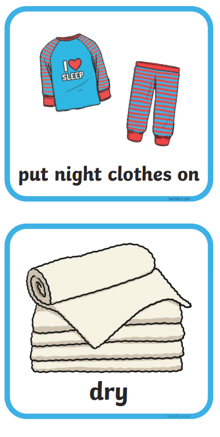 I ❤ SLEEP
put night clothes on
dry